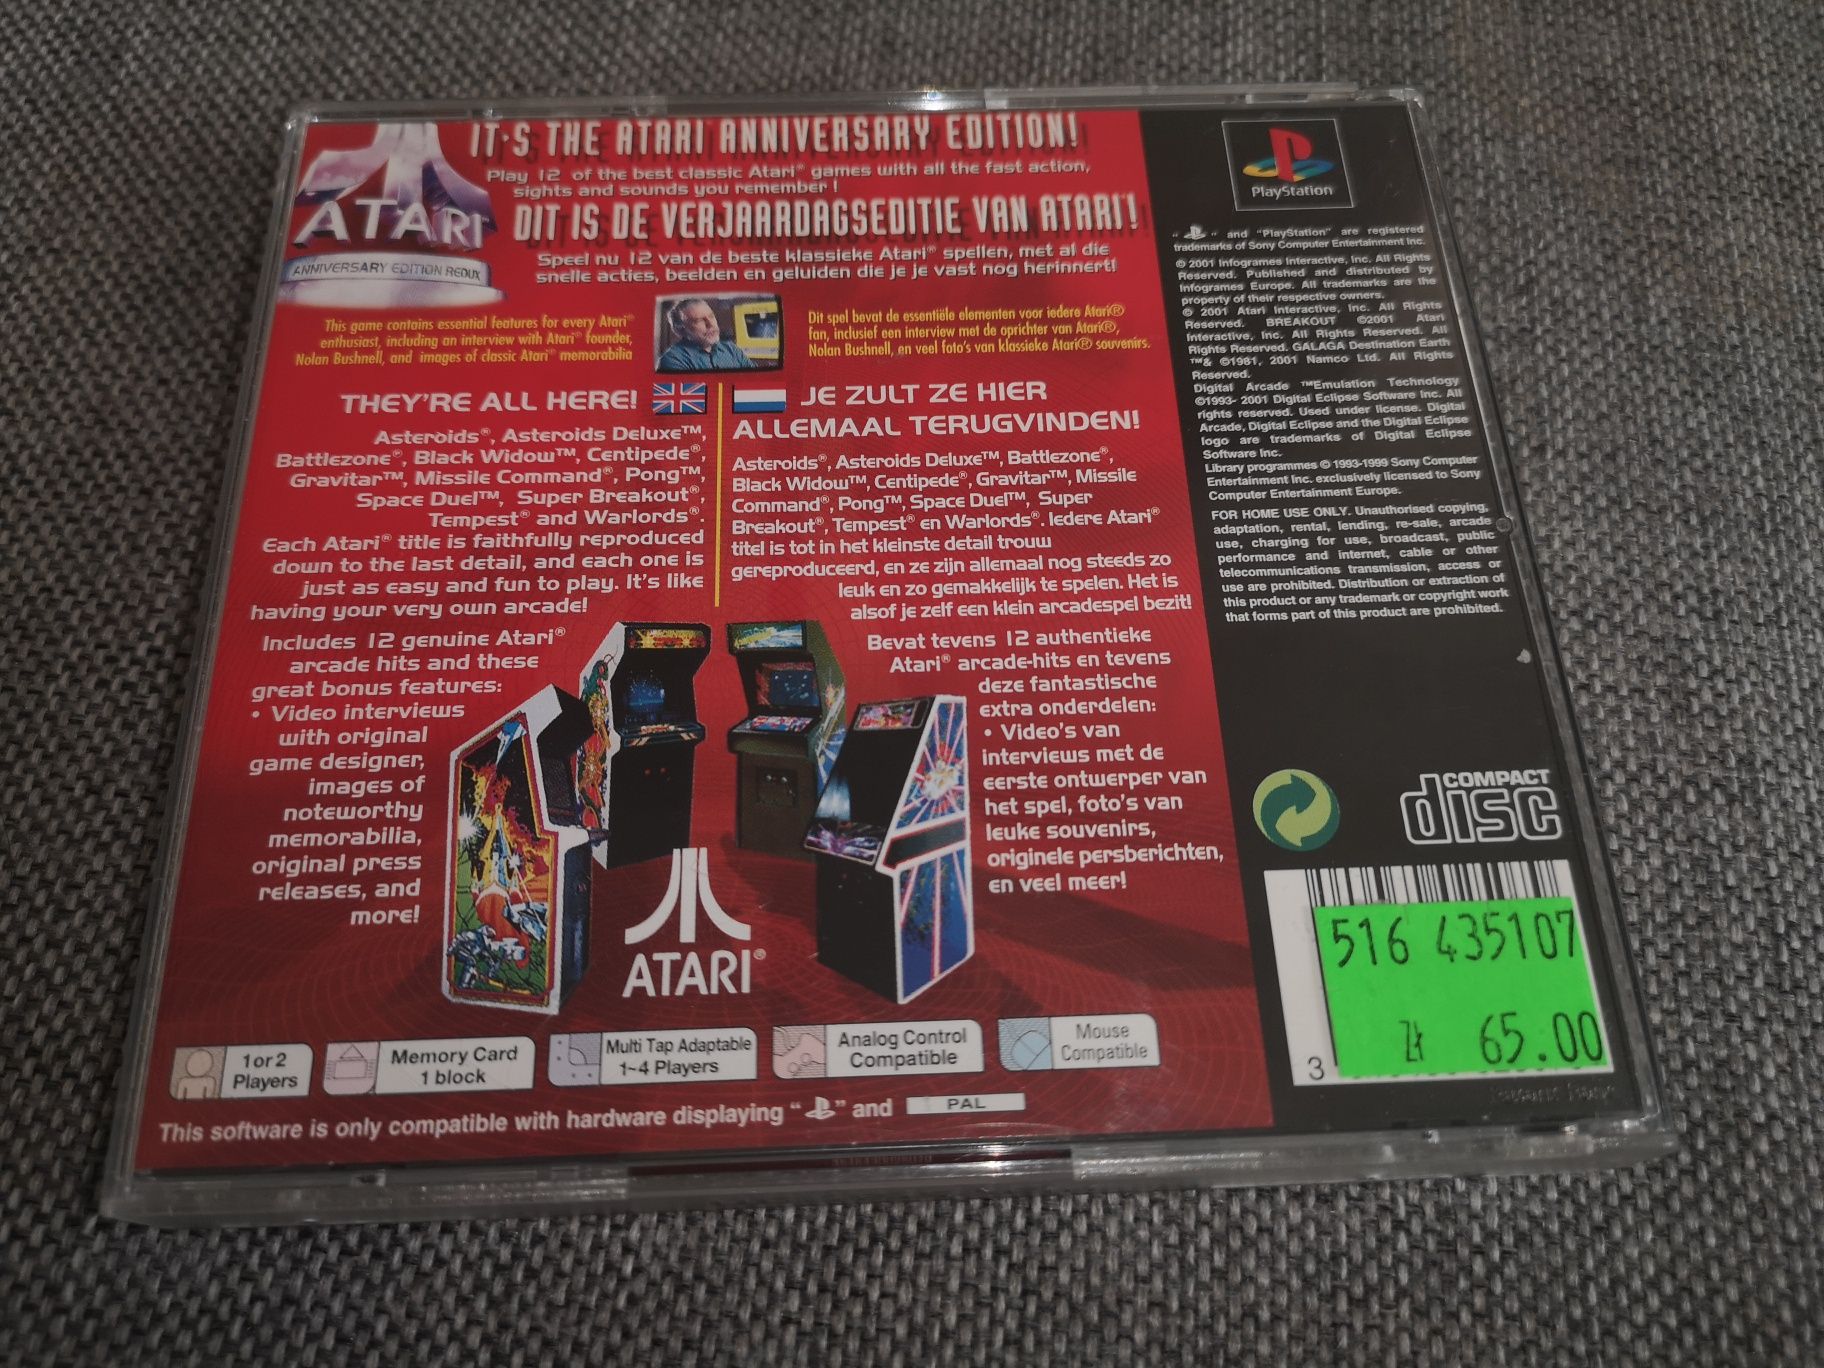 IT'S THE ATARI ANNIVERSARY EDITION!
Play 12 of the best classic Atari® games with all the fast action,
sights and sounds you remember!
DIT IS DE VERJAARDAGSEDITIE VAN ATARI!
Speel nu 12 van de beste klassieke Atari® spellen, met al die
snelle acties, beelden en geluiden die je je vast nog herinnert!
ATARI
ANNIVERSARY EDITION REDUX
This game contains essential features for every Atari®
enthusiast, including an interview with Atari® founder,
Nolan Bushnell, and images of classic Atari® memorabilia
Dit spel bevat de essentiële elementen voor iedere Atari®
fan, inclusief een interview met de oprichter van Atari®,
Nolan Bushnell, en veel foto's van klassieke Atari® souvenirs.
THEY'RE ALL HERE!
Asteroids®, Asteroids Deluxe™,
Battlezone®, Black Widow™, Centipede®,
Gravitar™, Missile Command®, Pong™,
Space Duel™, Super Breakout®,
Tempest® and Warlords®.
Each Atari® title is faithfully reproduced
down to the last detail, and each one is
just as easy and fun to play. It's like
having your very own arcade!
Includes 12 genuine Atari®
arcade hits and these
great bonus features:
• Video interviews
with original
game designer,
images of
noteworthy
memorabilia,
original press
releases, and
more!
JE ZULT ZE HIER
ALLEMAAL TERUGVINDEN!
Asteroids®, Asteroids Deluxe™, Battlezone®,
Black Widow™, Centipede®, Gravitar™, Missile
Command®, Pong™, Space Duel™, Super
Breakout®, Tempest® en Warlords®. Iedere Atari®
titel is tot in het kleinste detail trouw
gereproduceerd, en ze zijn allemaal nog steeds zo
leuk en zo gemakkelijk te spelen. Het is
alsof je zelf een klein arcadespel bezit!
Bevat tevens 12 authentieke
Atari® arcade-hits en tevens
deze fantastische
extra onderdelen:
• Video's van
interviews met de
eerste ontwerper van
het spel, foto's van
leuke souvenirs,
originele persberichten,
en veel meer!
ATARI®
1 or 2
Players
Memory Card
1 block
Multi Tap Adaptable
1~4 Players
Analog Control
Compatible
Mouse
Compatible
This software is only compatible with hardware displaying " " and PAL
PlayStation
" " and "PlayStation" are registered
trademarks of Sony Computer Entertainment Inc.
© 2001 Infogrames Interactive, Inc. All Rights
Reserved. Published and distributed by
Infogrames Europe. All trademarks are the
property of their respective owners.
© 2001 Atari Interactive, Inc. All Rights
Reserved. BREAKOUT ©2001 Atari
Interactive, Inc. All Rights Reserved. All
Rights Reserved. GALAGA Destination Earth
™& ©1981, 2001 Namco Ltd. All Rights
Reserved.
Digital Arcade ™Emulation Technology
©1993- 2001 Digital Eclipse Software Inc. All
rights reserved. Used under license. Digital
Arcade, Digital Eclipse and the Digital Eclipse
logo are trademarks of Digital Eclipse
Software Inc.
Library programmes © 1993-1999 Sony Computer
Entertainment Inc. exclusively licensed to Sony
Computer Entertainment Europe.
FOR HOME USE ONLY. Unauthorised copying,
adaptation, rental, lending, re-sale, arcade
use, charging for use, broadcast, public
performance and internet, cable or other
telecommunications transmission, access or
use are prohibited. Distribution or extraction of
this product or any trademark or copyright work
that forms part of this product are prohibited.
COMPACT
disc
516 435107
zł 65.00
3